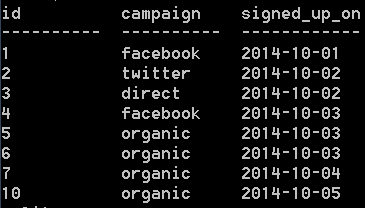 id campaign signed_up_on
---------- ---------- ------------
1 facebook 2014-10-01
2 twitter 2014-10-02
3 direct 2014-10-02
4 facebook 2014-10-03
5 organic 2014-10-03
6 organic 2014-10-03
7 organic 2014-10-04
10 organic 2014-10-05